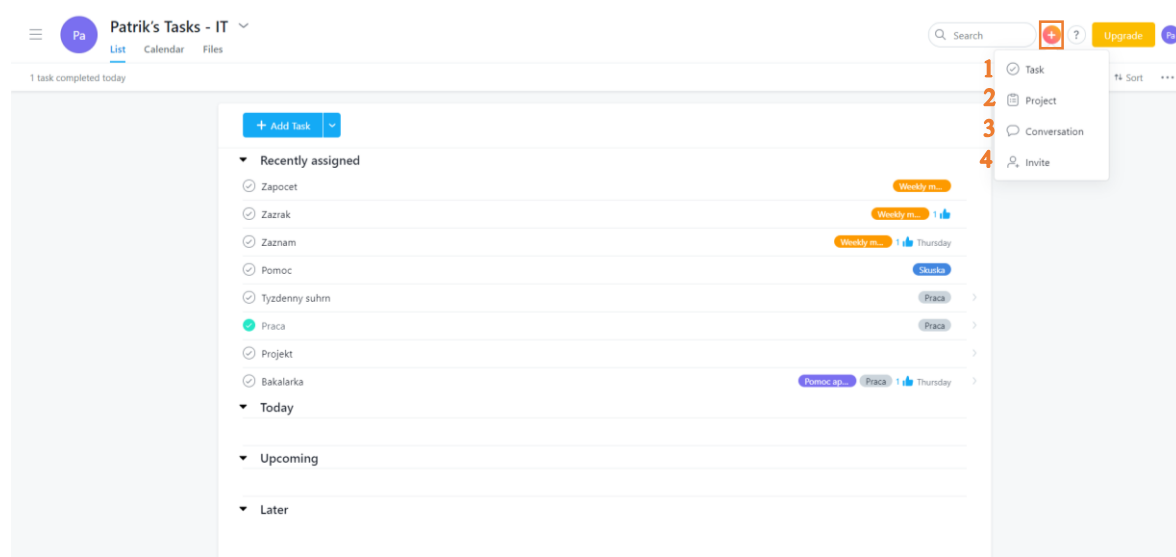 Pa
Patrik's Tasks - IT
List Calendar Files
Search
+
?
Upgrade
Pa
1 task completed today
Sort
1 Task
2 Project
3 Conversation
4 Invite
+ Add Task
Recently assigned
Zapocet Weekly m...
Zazrak Weekly m... 1
Zaznam Weekly m... 1 Thursday
Pomoc Skuska
Tyzdenny suhrn Praca
Praca Praca
Projekt
Bakalarka Pomoc ap... Praca 1 Thursday
Today
Upcoming
Later